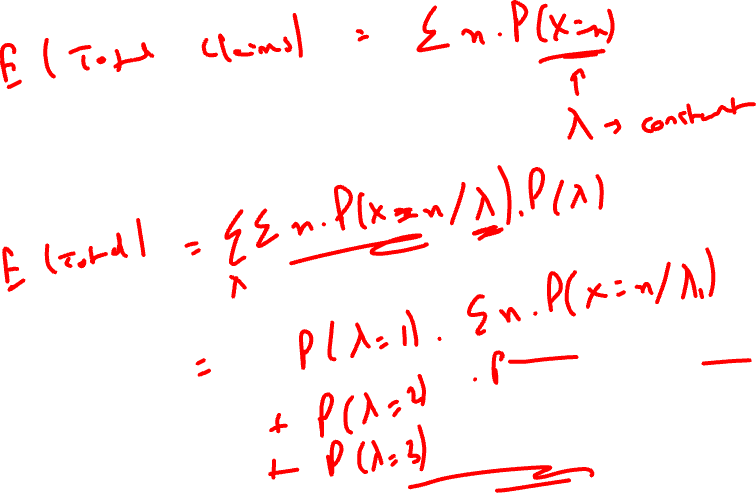 E (Total Claims) = Σ n . P(X=n)
↑
λ → constant
E (Total) = Σ Σ n . P(X=n/λ) . P(λ)
λ
= P(λ=1) . Σ n . P(X=n/λ₁)
+ P(λ=2) . P
+ P(λ=3)